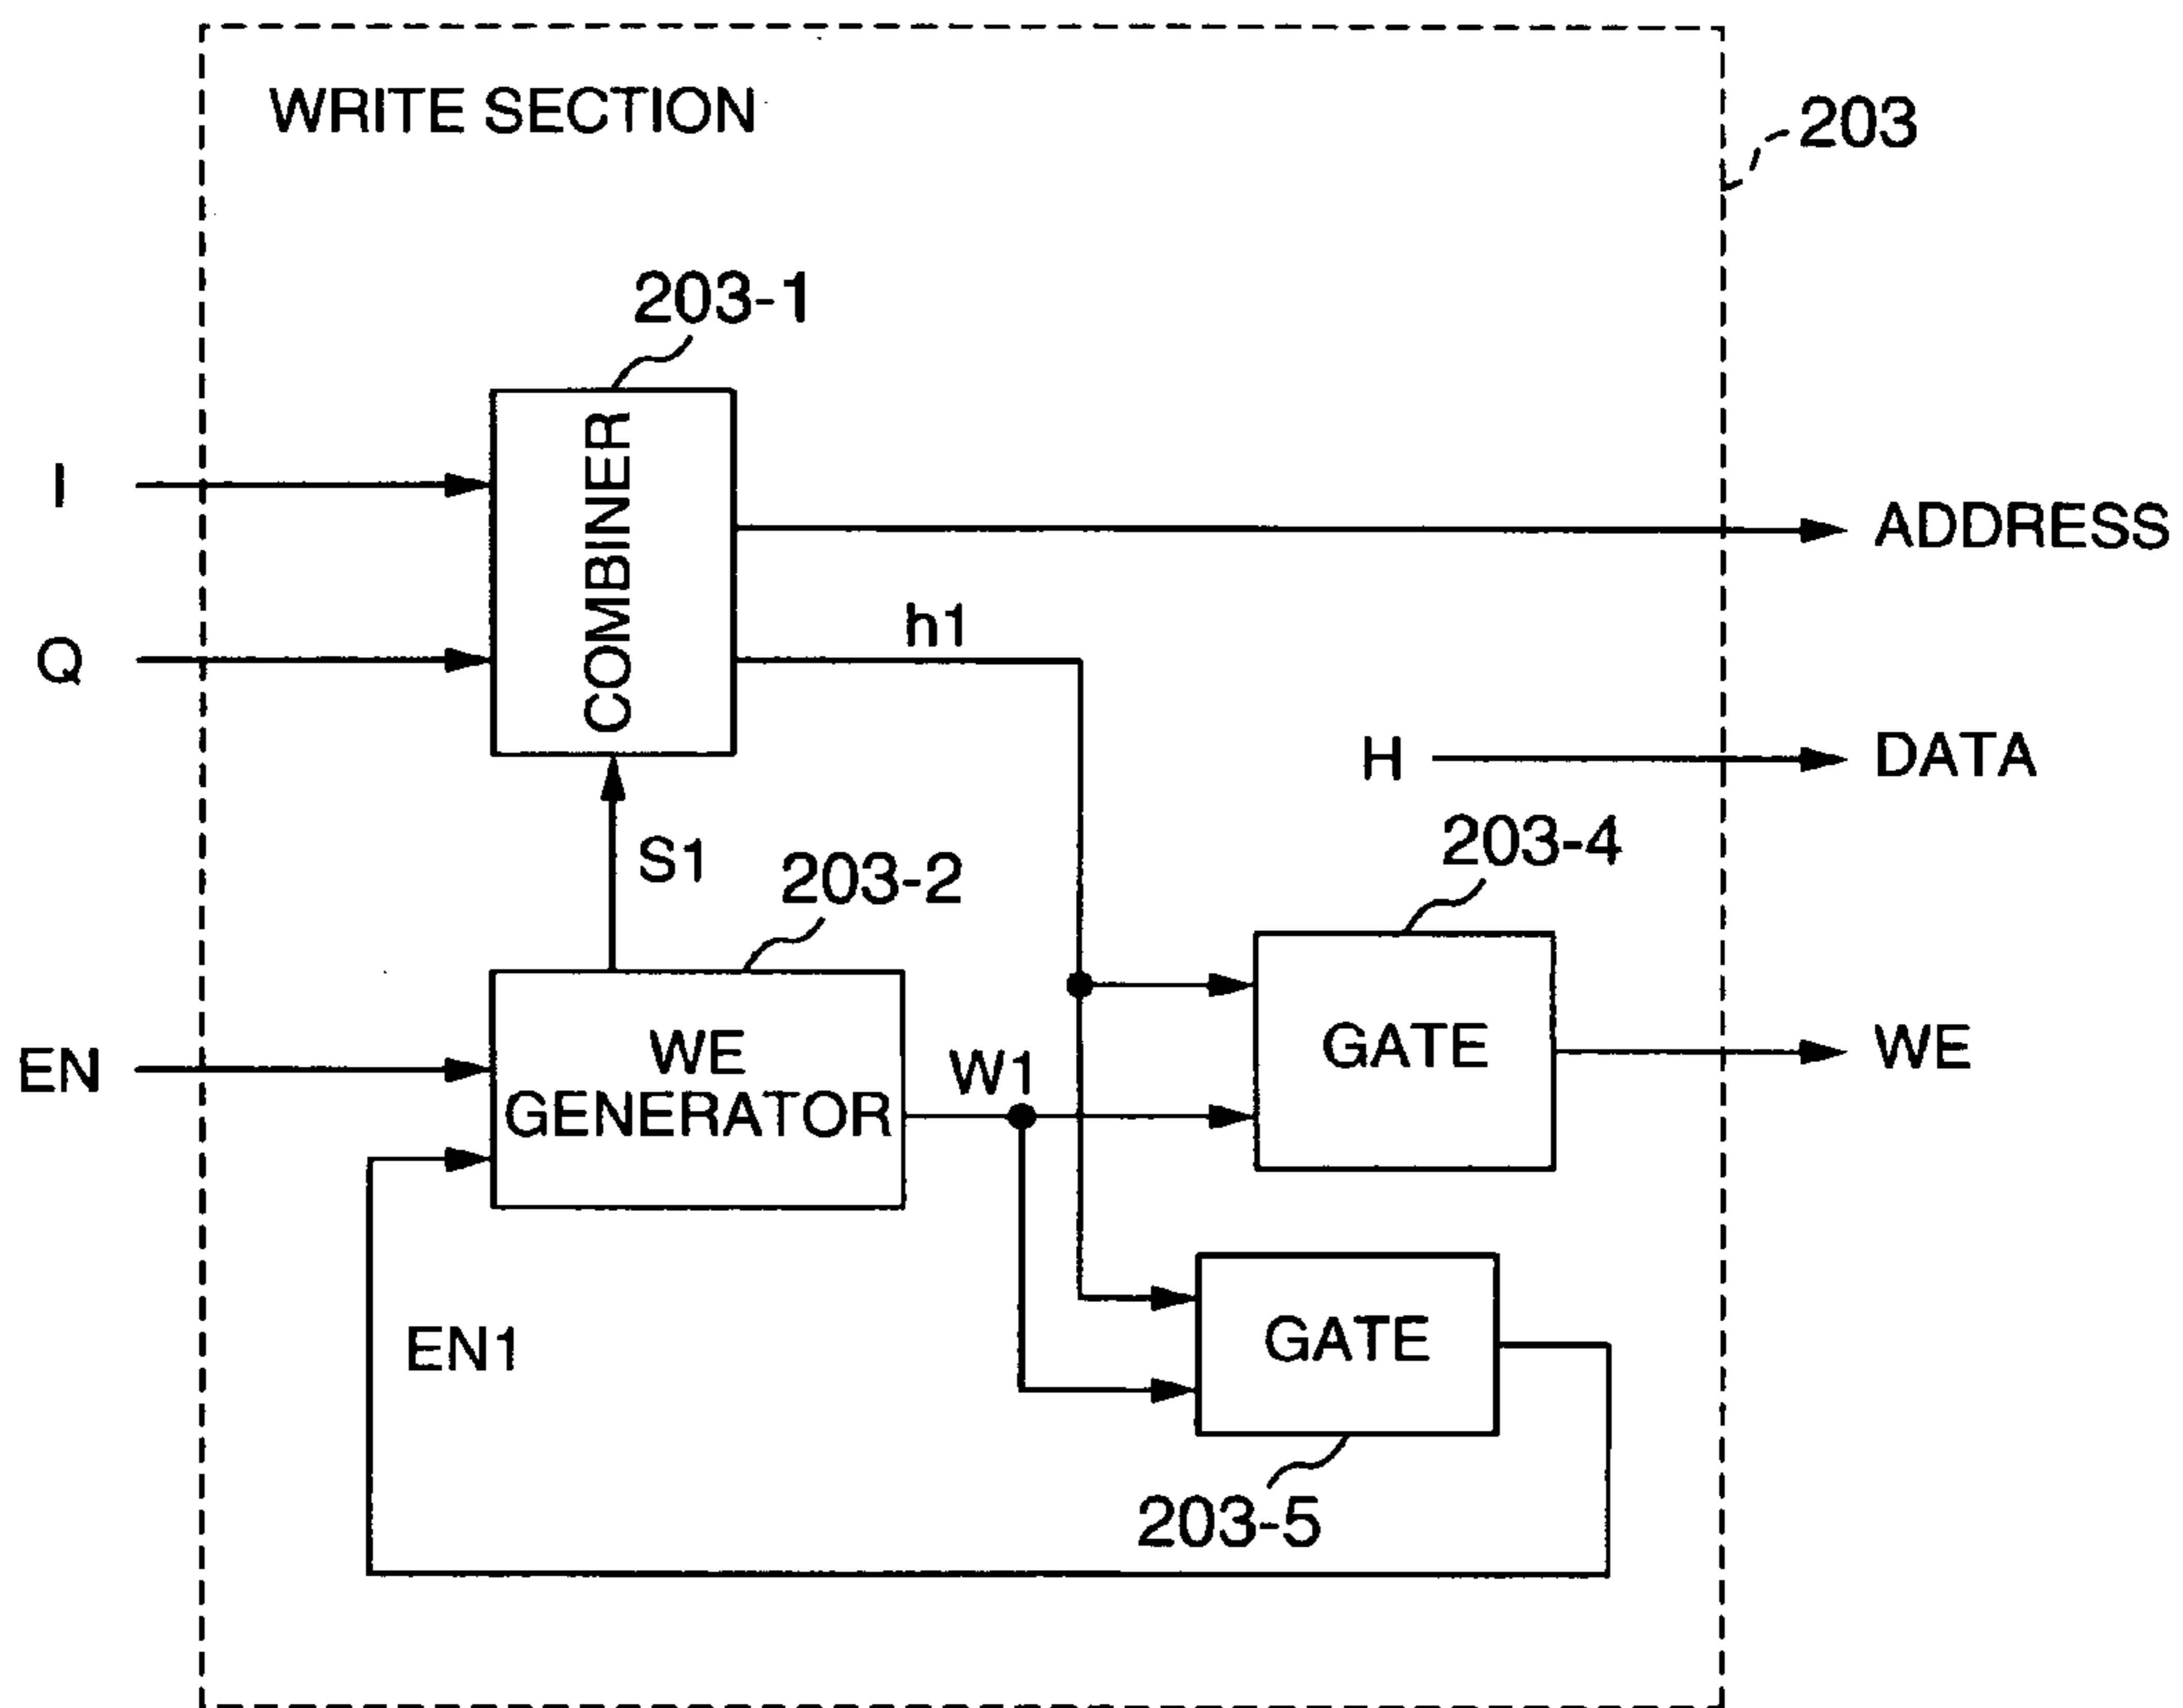 WRITE SECTION
203
203-1
COMBINER
I
ADDRESS
h1
Q
H
DATA
203-4
S1
203-2
GATE
WE
WE
GENERATOR
EN
W1
EN1
GATE
203-5